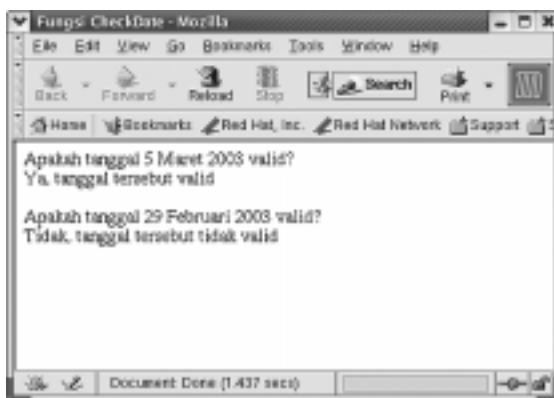 Fungsi CheckDate - Mozilla
File Edit View Go Bookmarks Tools Window Help
Back Forward Reload Stop Search Print
Home Bookmarks Red Hat, Inc. Red Hat Network Support
Apakah tanggal 5 Maret 2003 valid?
Ya, tanggal tersebut valid
Apakah tanggal 29 Februari 2003 valid?
Tidak, tanggal tersebut tidak valid
Document: Done (1.437 secs)